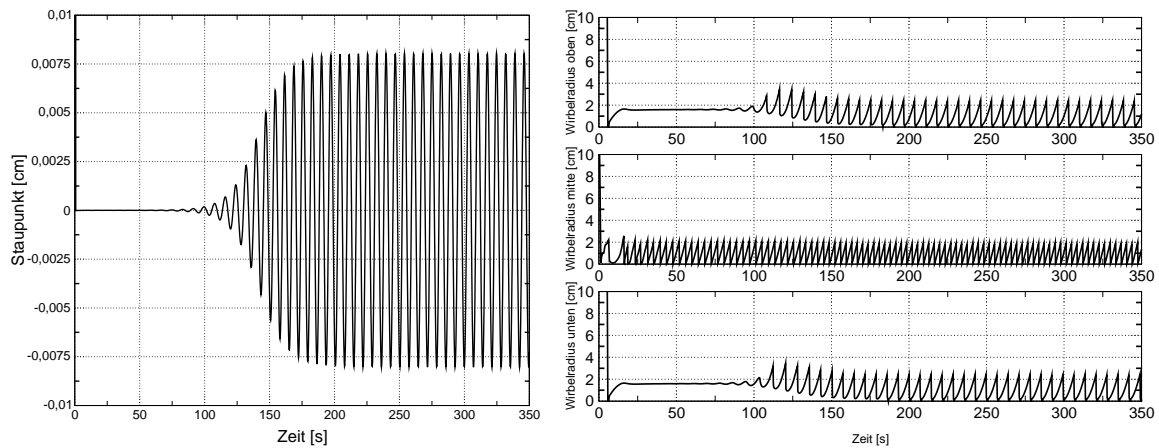 0,01
0,0075
0,005
0,0025
0
-0,0025
-0,005
-0,0075
-0,01
Staupunkt [cm]
0 50 100 150 200 250 300 350
Zeit [s]
Wirbelradius oben [cm]
10
8
6
4
2
0
0 50 100 150 200 250 300 350
Wirbelradius mitte [cm]
10
8
6
4
2
0
0 50 100 150 200 250 300 350
Wirbelradius unten [cm]
10
8
6
4
2
0
0 50 100 150 200 250 300 350
Zeit [s]